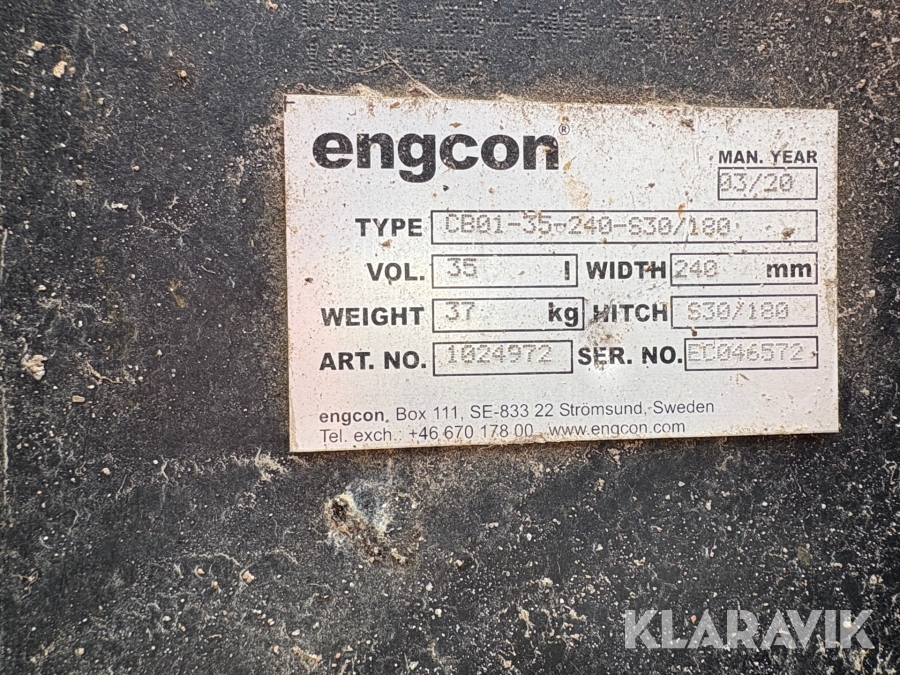 engcon®
MAN. YEAR
03/20
TYPE CB01-35-240-S30/180
VOL. 35 l WIDTH 240 mm
WEIGHT 37 kg HITCH S30/180
ART. NO. 1024972 SER. NO. EC046572
engcon, Box 111, SE-833 22 Strömsund, Sweden
Tel. exch.: +46 670 178 00 www.engcon.com
KLARAVIK